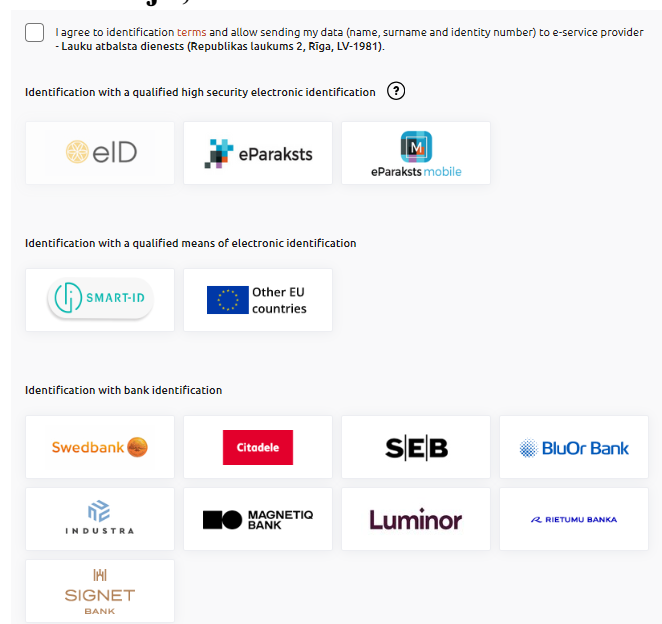 I agree to identification terms and allow sending my data (name, surname and identity number) to e-service provider
- Lauku atbalsta dienests (Republikas laukums 2, Rīga, LV-1981).
Identification with a qualified high security electronic identification ?
eID
eParaksts
M
eParaksts mobile
Identification with a qualified means of electronic identification
SMART-ID
Other EU
countries
Identification with bank identification
Swedbank
Citadele
S|E|B
BluOr Bank
INDUSTRA
MAGNETIQ
BANK
Luminor
RIETUMU BANKA
SIGNET
BANK